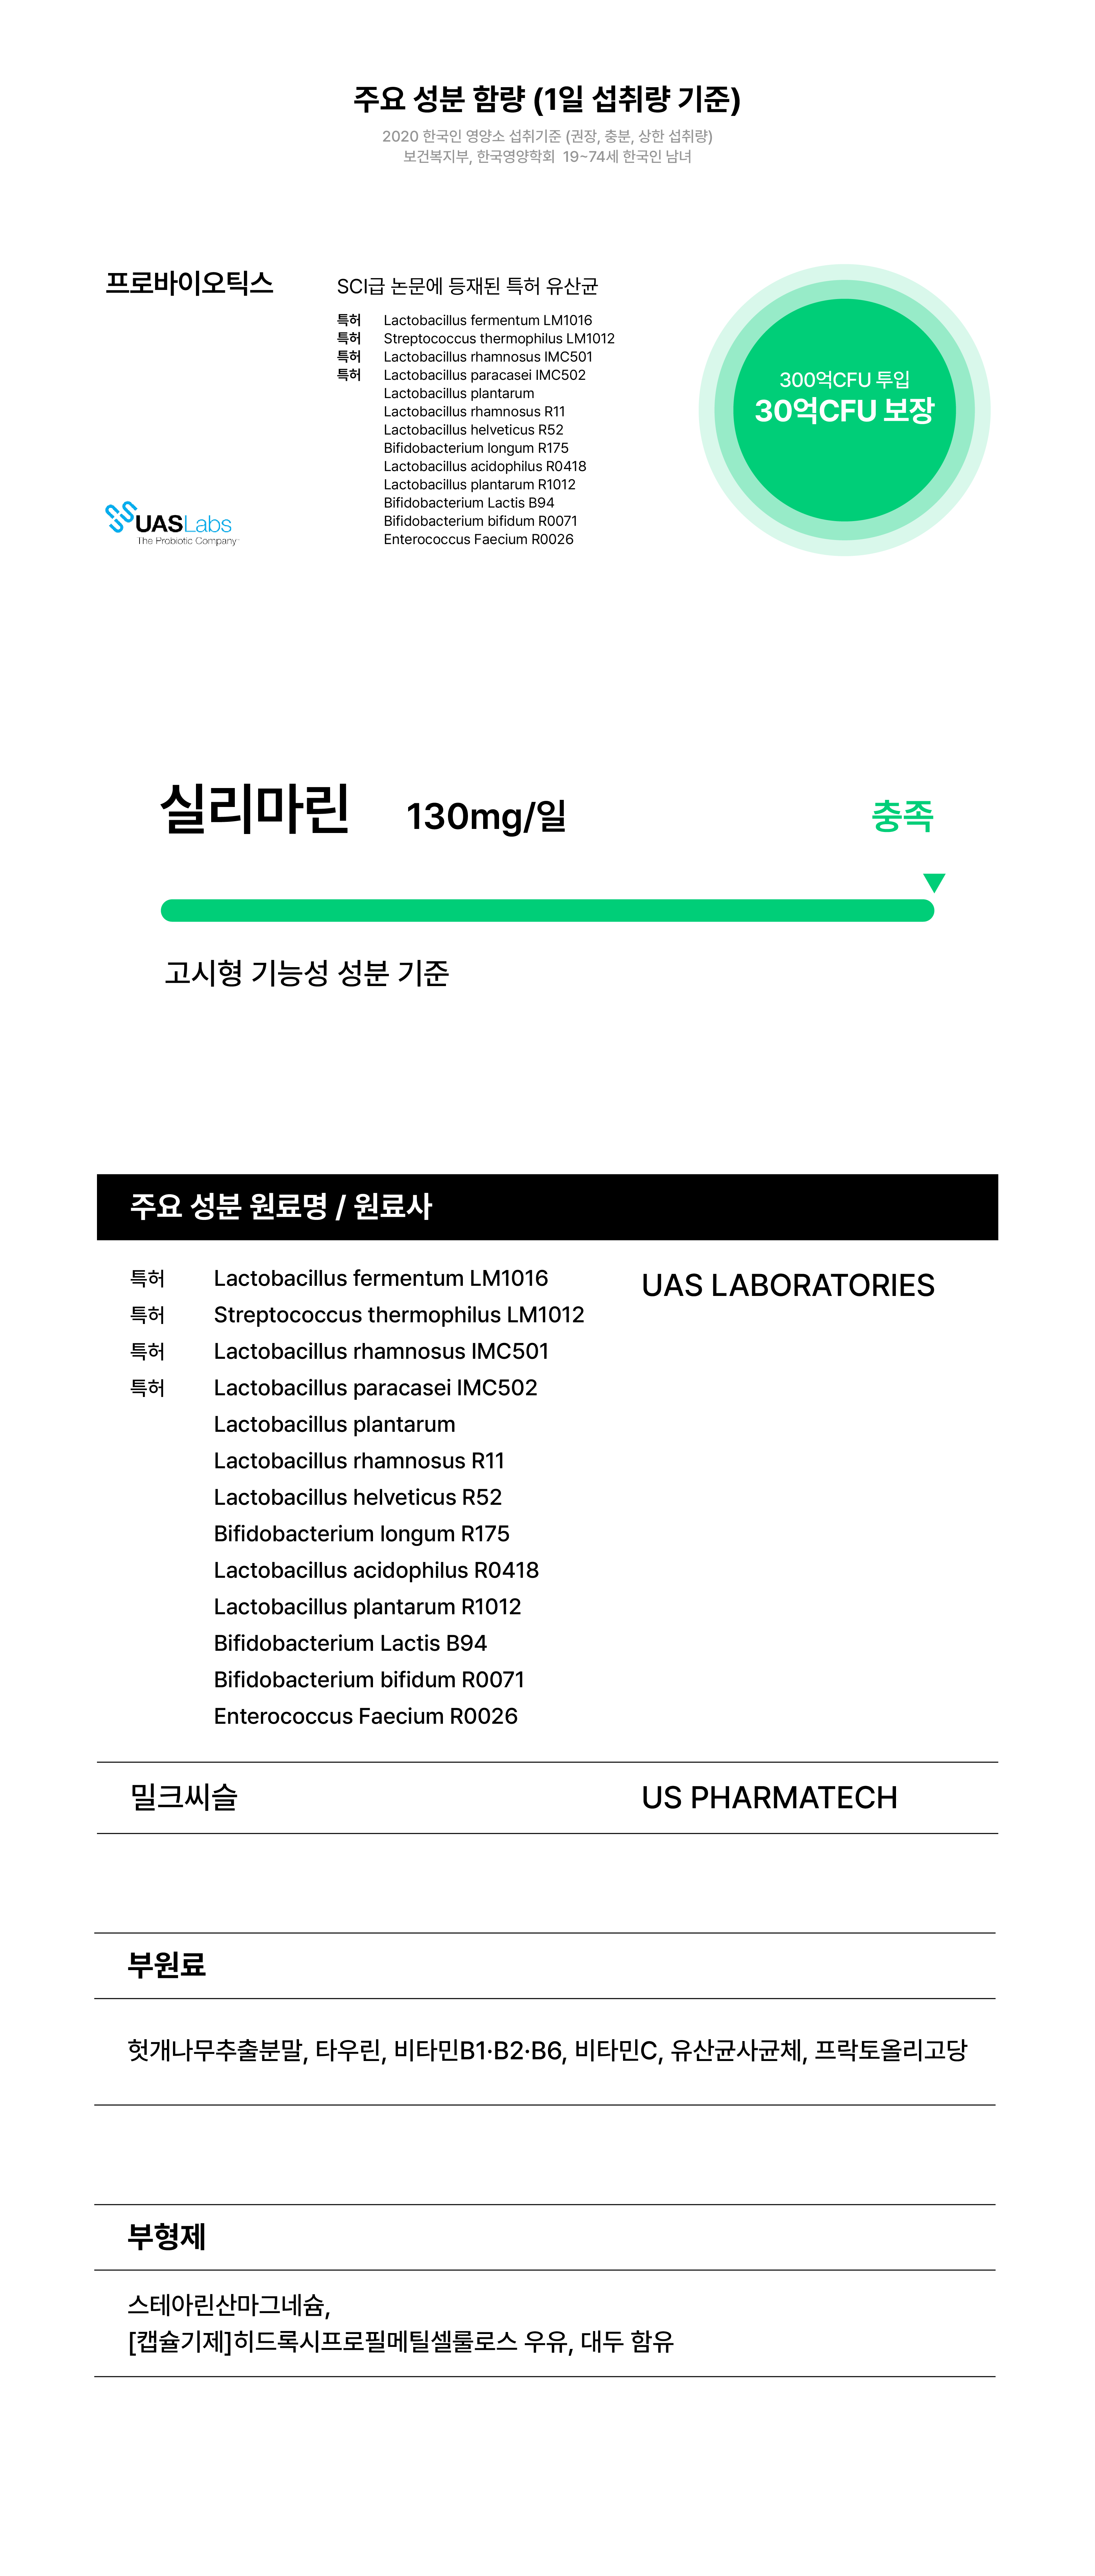 주요 성분 함량 (1일 섭취량 기준)
2020 한국인 영양소 섭취기준 (권장, 충분, 상한 섭취량)
보건복지부, 한국영양학회 19~74세 한국인 남녀
프로바이오틱스
SCI급 논문에 등재된 특허 유산균
특허 Lactobacillus fermentum LM1016
특허 Streptococcus thermophilus LM1012
특허 Lactobacillus rhamnosus IMC501
특허 Lactobacillus paracasei IMC502
Lactobacillus plantarum
Lactobacillus rhamnosus R11
Lactobacillus helveticus R52
Bifidobacterium longum R175
Lactobacillus acidophilus R0418
Lactobacillus plantarum R1012
Bifidobacterium Lactis B94
Bifidobacterium bifidum R0071
Enterococcus Faecium R0026
UASLabs
The Probiotic Company
300억CFU 투입
30억CFU 보장
실리마린 130mg/일 충족
고시형 기능성 성분 기준
주요 성분 원료명 / 원료사
특허 Lactobacillus fermentum LM1016 UAS LABORATORIES
특허 Streptococcus thermophilus LM1012
특허 Lactobacillus rhamnosus IMC501
특허 Lactobacillus paracasei IMC502
Lactobacillus plantarum
Lactobacillus rhamnosus R11
Lactobacillus helveticus R52
Bifidobacterium longum R175
Lactobacillus acidophilus R0418
Lactobacillus plantarum R1012
Bifidobacterium Lactis B94
Bifidobacterium bifidum R0071
Enterococcus Faecium R0026
밀크씨슬 US PHARMATECH
부원료
헛개나무추출분말, 타우린, 비타민B1·B2·B6, 비타민C, 유산균사균체, 프락토올리고당
부형제
스테아린산마그네슘,
[캡슐기제]히드록시프로필메틸셀룰로스 우유, 대두 함유